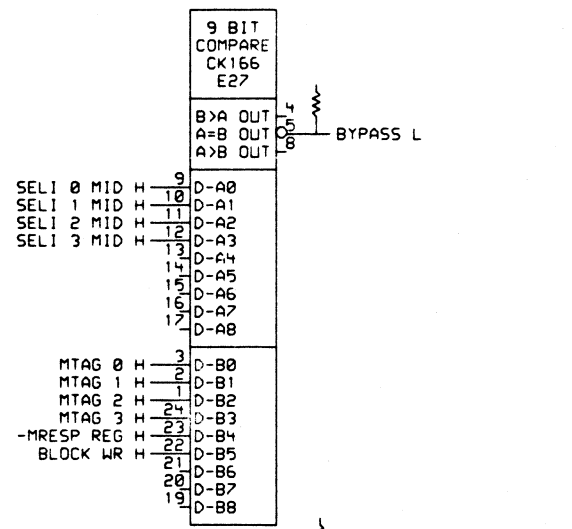 9 BIT
COMPARE
CK166
E27
B>A OUT 4
A=B OUT 5 BYPASS L
A>B OUT 8
SELI 0 MID H 9 D-A0
SELI 1 MID H 10 D-A1
SELI 2 MID H 11 D-A2
SELI 3 MID H 12 D-A3
13 D-A4
14 D-A5
15 D-A6
16 D-A7
17 D-A8
MTAG 0 H 3 D-B0
MTAG 1 H 2 D-B1
MTAG 2 H 1 D-B2
MTAG 3 H 24 D-B3
-MRESP REG H 23 D-B4
BLOCK WR H 22 D-B5
21 D-B6
20 D-B7
19 D-B8